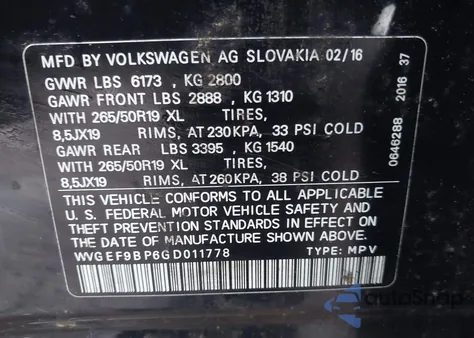 MFD BY VOLKSWAGEN AG SLOVAKIA 02/16
GVWR LBS 6173 , KG 2800
GAWR FRONT LBS 2888 , KG 1310
WITH 265/50R19 XL TIRES,
8,5JX19 RIMS, AT 230KPA, 33 PSI COLD
GAWR REAR LBS 3395 , KG 1540
WITH 265/50R19 XL TIRES,
8,5JX19 RIMS, AT 260KPA, 38 PSI COLD
THIS VEHICLE CONFORMS TO ALL APPLICABLE
U. S. FEDERAL MOTOR VEHICLE SAFETY AND
THEFT PREVENTION STANDARDS IN EFFECT ON THE
DATE OF MANUFACTURE SHOWN ABOVE
WVGEF9BP6GD011778 TYPE: MPV
0646288 2016 37
autoSnap